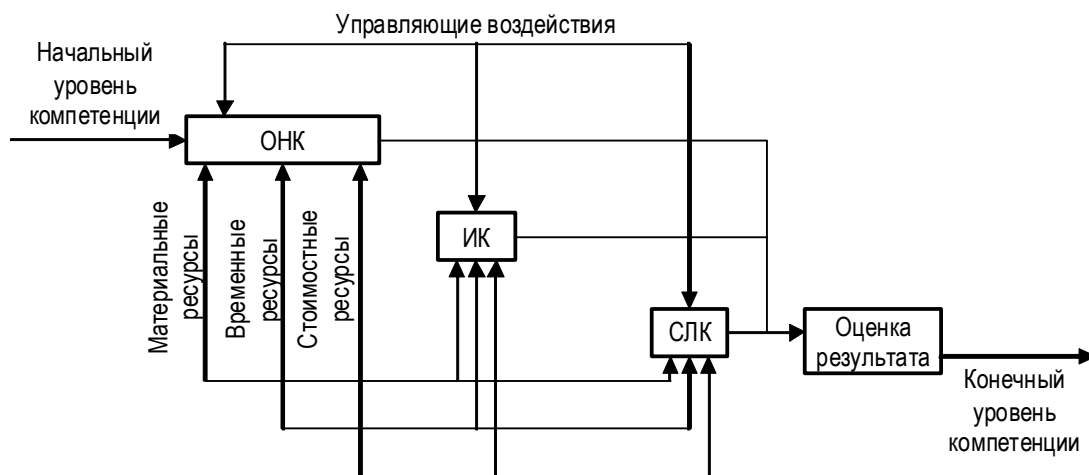 Управляющие воздействия
Начальный
уровень
компетенции
ОНК
Материальные
ресурсы
Временные
ресурсы
Стоимостные
ресурсы
ИК
СЛК
Оценка
результата
Конечный
уровень
компетенции